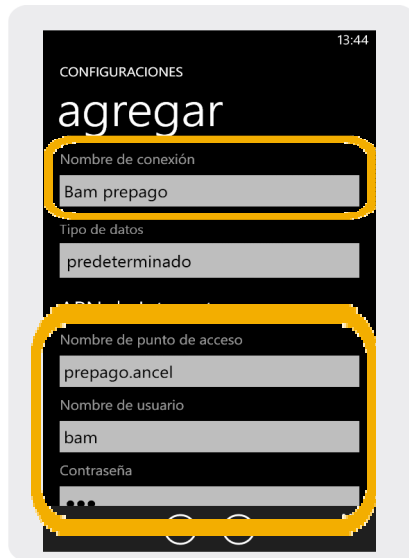 13:44
CONFIGURACIONES
agregar
Nombre de conexión
Bam prepago
Tipo de datos
predeterminado
Nombre de punto de acceso
prepago.ancel
Nombre de usuario
bam
Contraseña
•••